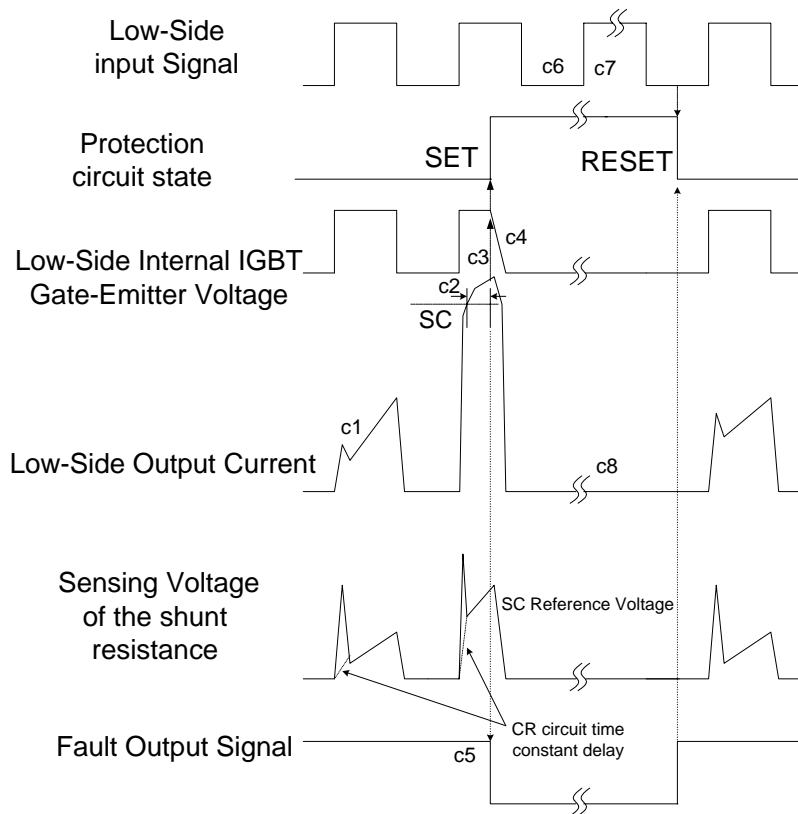 Low-Side
input Signal
c6
c7
Protection
circuit state
SET
RESET
c4
c3
Low-Side Internal IGBT
Gate-Emitter Voltage
c2
SC
c1
Low-Side Output Current
c8
Sensing Voltage
of the shunt
resistance
SC Reference Voltage
CR circuit time
constant delay
Fault Output Signal
c5